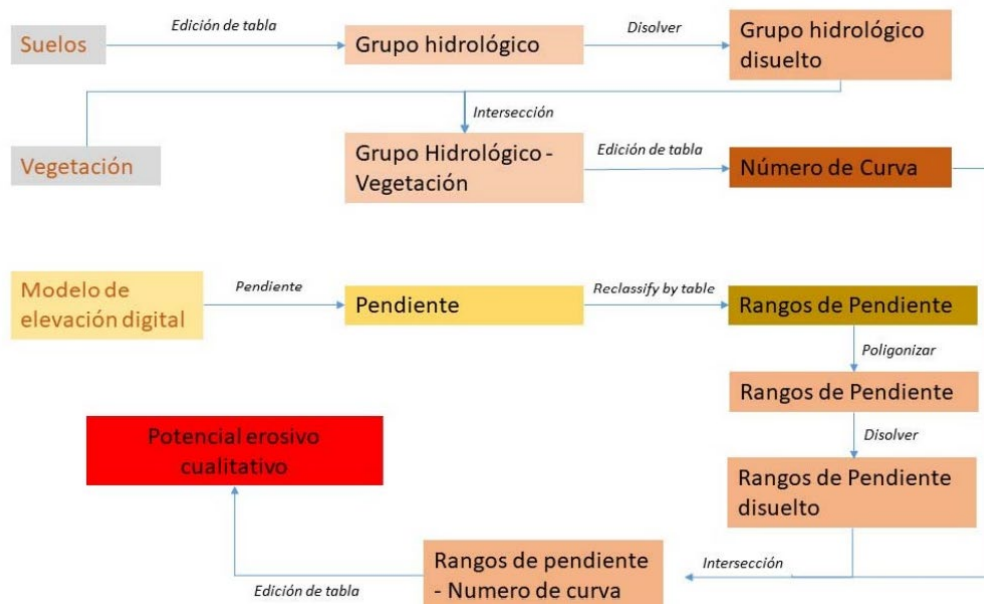 Suelos
Edición de tabla
Grupo hidrológico
Disolver
Grupo hidrológico
disuelto
Intersección
Vegetación
Grupo Hidrológico -
Vegetación
Edición de tabla
Número de Curva
Modelo de
elevación digital
Pendiente
Pendiente
Reclassify by table
Rangos de Pendiente
Poligonizar
Rangos de Pendiente
Disolver
Rangos de Pendiente
disuelto
Intersección
Rangos de pendiente
- Numero de curva
Edición de tabla
Potencial erosivo
cualitativo